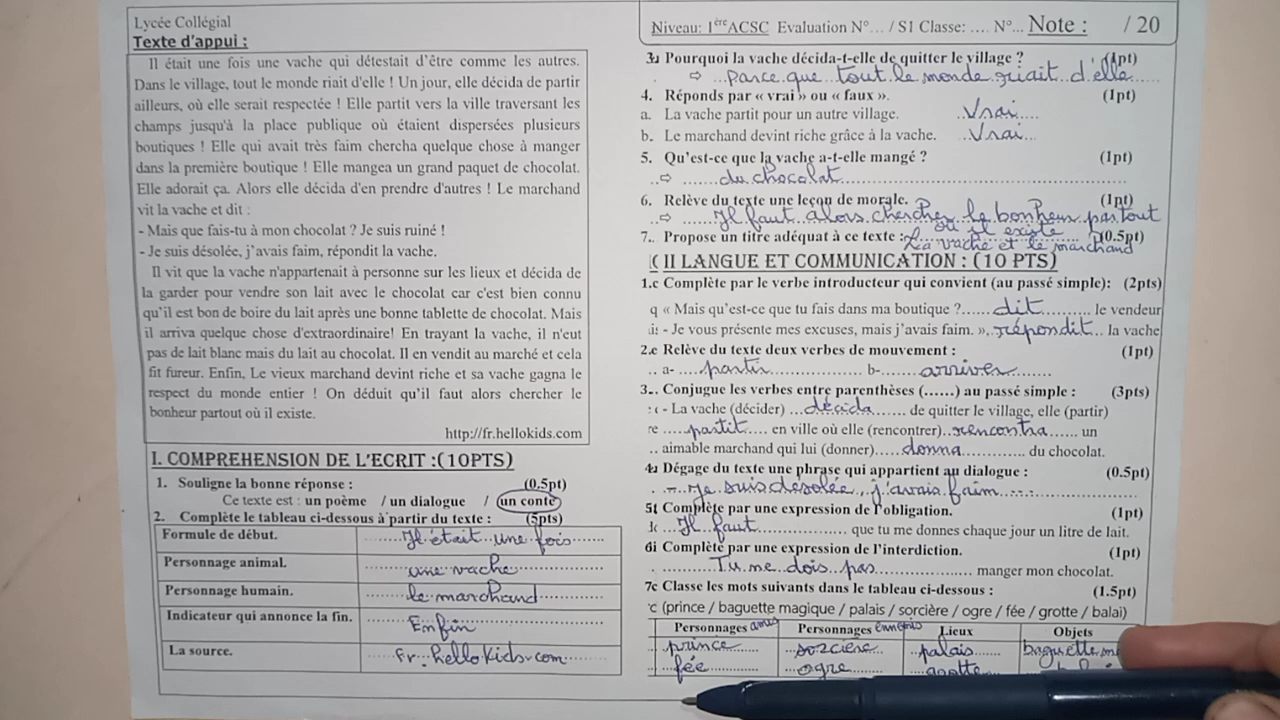 Lycée Collégial
Texte d'appui :
Il était une fois une vache qui détestait d'être comme les autres.
Dans le village, tout le monde riait d'elle ! Un jour, elle décida de partir
ailleurs, où elle serait respectée ! Elle partit vers la ville traversant les
champs jusqu'à la place publique où étaient dispersées plusieurs
boutiques ! Elle qui avait très faim chercha quelque chose à manger
dans la première boutique ! Elle mangea un grand paquet de chocolat.
Elle adorait ça. Alors elle décida d'en prendre d'autres ! Le marchand
vit la vache et dit :
- Mais que fais-tu à mon chocolat ? Je suis ruiné !
- Je suis désolée, j'avais faim, répondit la vache.
Il vit que la vache n'appartenait à personne sur les lieux et décida de
la garder pour vendre son lait avec le chocolat car c'est bien connu
qu'il est bon de boire du lait après une bonne tablette de chocolat. Mais
il arriva quelque chose d'extraordinaire! En trayant la vache, il n'eut
pas de lait blanc mais du lait au chocolat. Il en vendit au marché et cela
fit fureur. Enfin, Le vieux marchand devint riche et sa vache gagna le
respect du monde entier ! On déduit qu'il faut alors chercher le
bonheur partout où il existe.
http://fr.hellokids.com
I. COMPREHENSION DE L'ECRIT :(10PTS)
1. Souligne la bonne réponse : (0.5pt)
Ce texte est : un poème / un dialogue / un conte
2. Complète le tableau ci-dessous à partir du texte : (5pts)
Formule de début. Il était une fois
Personnage animal. une vache
Personnage humain. le marchand
Indicateur qui annonce la fin. Enfin
La source. Fr.hellokids.com
Niveau: 1ère ACSC Evaluation N°... / S1 Classe: .... N°... Note : / 20
3. Pourquoi la vache décida-t-elle de quitter le village ? (1pt)
⇨ parce que tout le monde riait d'elle
4. Réponds par « vrai » ou « faux ». (1pt)
a. La vache partit pour un autre village. Vrai
b. Le marchand devint riche grâce à la vache. Vrai
5. Qu'est-ce que la vache a-t-elle mangé ? (1pt)
⇨ du chocolat
6. Relève du texte une leçon de morale. (1pt)
⇨ Il faut alors chercher le bonheur partout
où il existe
7. Propose un titre adéquat à ce texte : La vache et le marchand (0.5pt)
II LANGUE ET COMMUNICATION : (10 PTS)
1. Complète par le verbe introducteur qui convient (au passé simple): (2pts)
« Mais qu'est-ce que tu fais dans ma boutique ?...... dit .......... le vendeur
- Je vous présente mes excuses, mais j'avais faim. », répondit... la vache
2. Relève du texte deux verbes de mouvement : (1pt)
a- partir b- arriver
3. Conjugue les verbes entre parenthèses (......) au passé simple : (3pts)
- La vache (décider) ...décida...... de quitter le village, elle (partir)
partit.... en ville où elle (rencontrer)..rencontra...... un
aimable marchand qui lui (donner).....donna............ du chocolat.
4. Dégage du texte une phrase qui appartient au dialogue : (0.5pt)
- Je suis desolée, j'avais faim
5 Complète par une expression de l'obligation. (1pt)
Il faut que tu me donnes chaque jour un litre de lait.
6 Complète par une expression de l'interdiction. (1pt)
Tu ne dois pas manger mon chocolat.
7 Classe les mots suivants dans le tableau ci-dessous : (1.5pt)
(prince / baguette magique / palais / sorcière / ogre / fée / grotte / balai)
Personnages amis Personnages ennemis Lieux Objets
prince sorcière palais baguette
fée ogre grotte